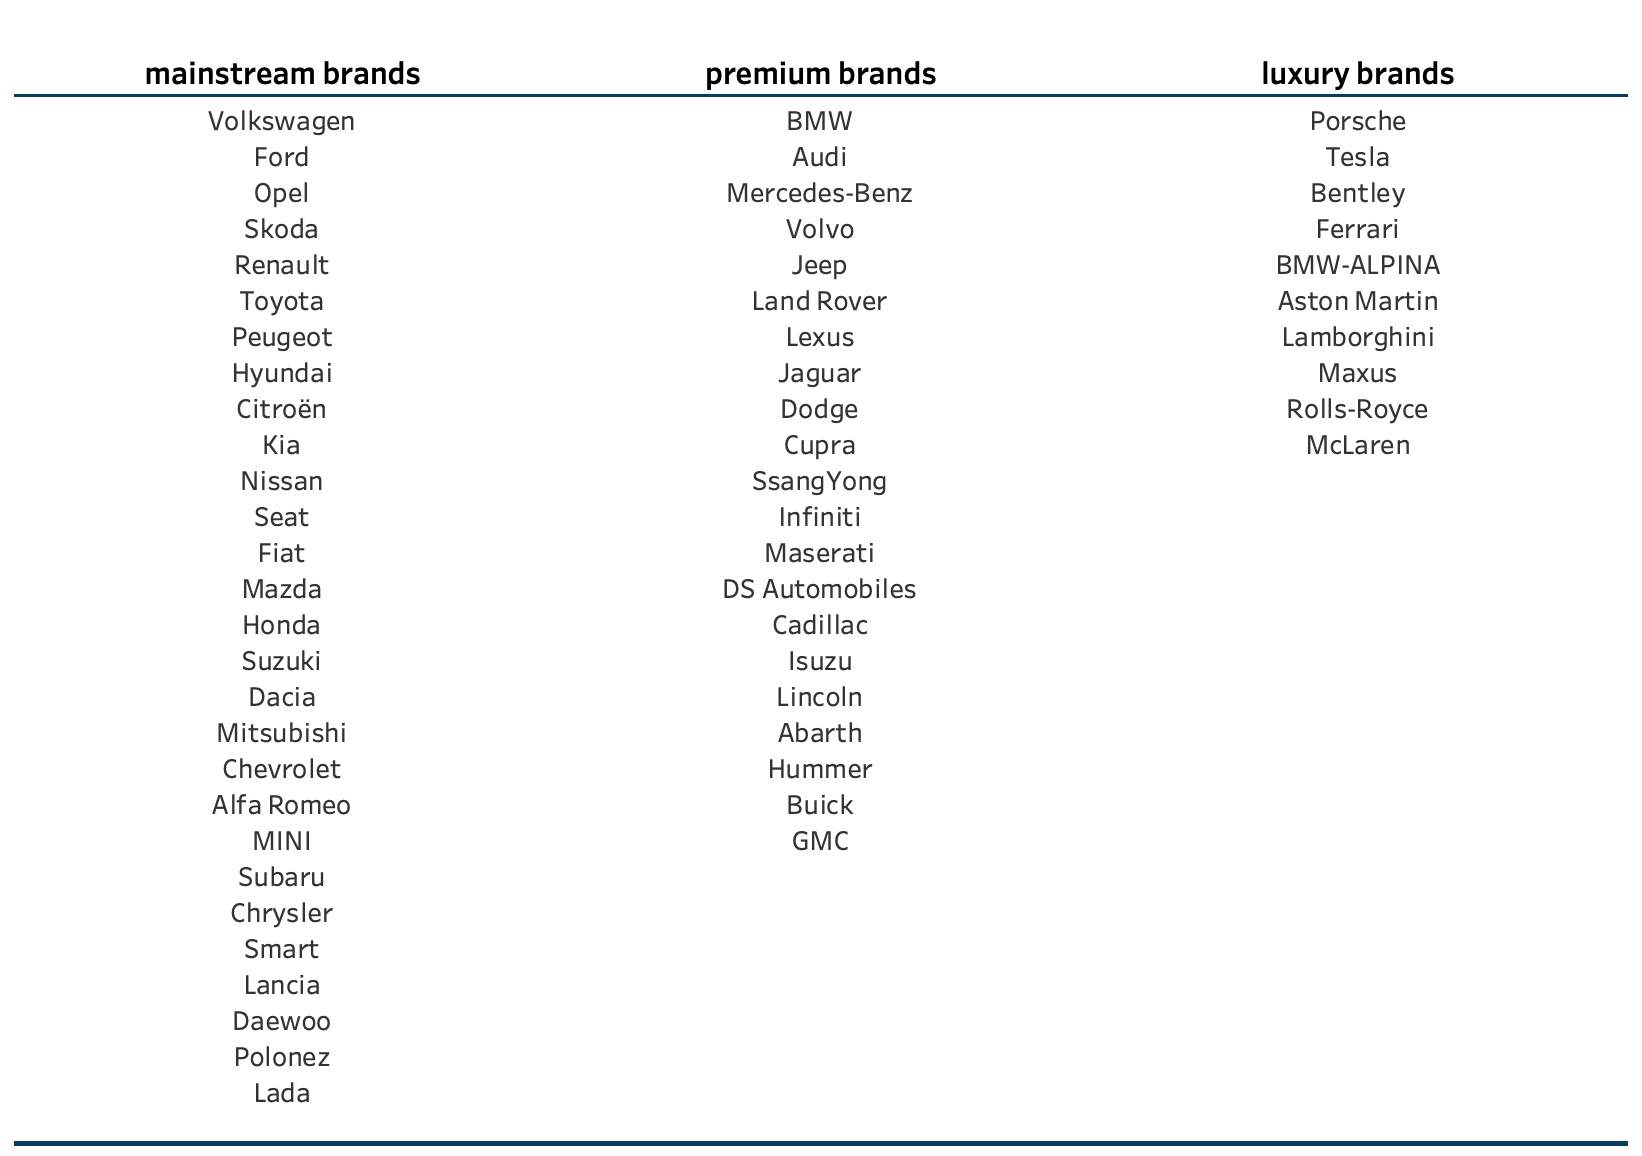 mainstream brands premium brands luxury brands
Volkswagen BMW Porsche
Ford Audi Tesla
Opel Mercedes-Benz Bentley
Skoda Volvo Ferrari
Renault Jeep BMW-ALPINA
Toyota Land Rover Aston Martin
Peugeot Lexus Lamborghini
Hyundai Jaguar Maxus
Citroën Dodge Rolls-Royce
Kia Cupra McLaren
Nissan SsangYong
Seat Infiniti
Fiat Maserati
Mazda DS Automobiles
Honda Cadillac
Suzuki Isuzu
Dacia Lincoln
Mitsubishi Abarth
Chevrolet Hummer
Alfa Romeo Buick
MINI GMC
Subaru
Chrysler
Smart
Lancia
Daewoo
Polonez
Lada